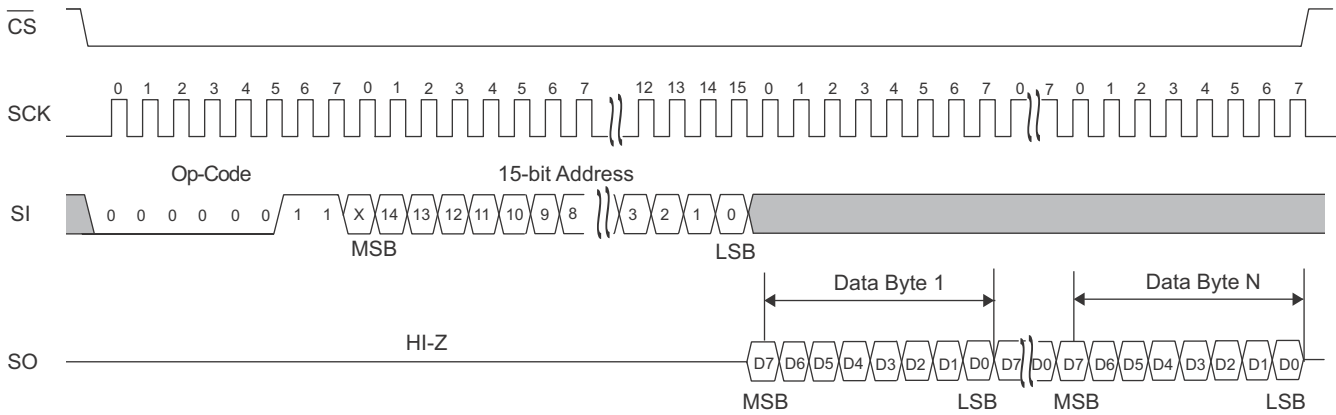 CS
0 1 2 3 4 5 6 7 0 1 2 3 4 5 6 7 12 13 14 15 0 1 2 3 4 5 6 7 0 7 0 1 2 3 4 5 6 7
SCK
Op-Code 15-bit Address
SI 0 0 0 0 0 0 1 1 X 14 13 12 11 10 9 8 3 2 1 0
MSB LSB
Data Byte 1 Data Byte N
HI-Z
SO D7 D6 D5 D4 D3 D2 D1 D0 D7 D0 D7 D6 D5 D4 D3 D2 D1 D0
MSB LSB MSB LSB